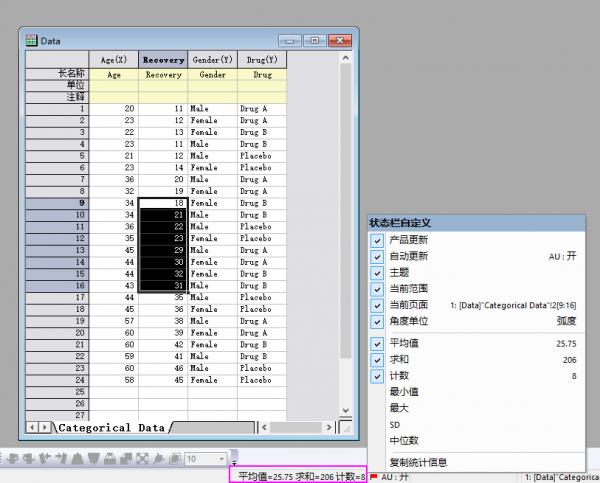 Data
Age(X) Recovery Gender(Y) Drug(Y)
长名称 Age Recovery Gender Drug
单位
注释
1 20 11 Male Drug A
2 23 12 Female Drug A
3 22 13 Female Drug B
4 23 11 Male Drug B
5 21 12 Male Placebo
6 23 14 Female Placebo
7 36 20 Male Drug A
8 32 19 Female Drug A
9 34 18 Female Drug B
10 34 21 Male Drug B
11 36 22 Male Placebo
12 35 23 Female Placebo
13 45 29 Male Drug A
14 44 30 Female Drug A
15 44 32 Female Drug B
16 43 31 Male Drug B
17 44 35 Male Placebo
18 45 36 Female Placebo
19 57 38 Male Drug A
20 60 39 Female Drug A
21 60 42 Female Drug B
22 59 41 Male Drug B
23 60 46 Male Placebo
24 58 45 Female Placebo
25
26
27
Categorical Data
状态栏自定义
产品更新
自动更新 AU : 开
主题
当前范围
当前页面 1: [Data]"Categorical Data"!2[9:16]
角度单位 弧度
平均值 25.75
求和 206
计数 8
最小值
最大
SD
中位数
复制统计信息
10
平均值=25.75 求和=206 计数=8 AU : 开 1: [Data]"Categorical